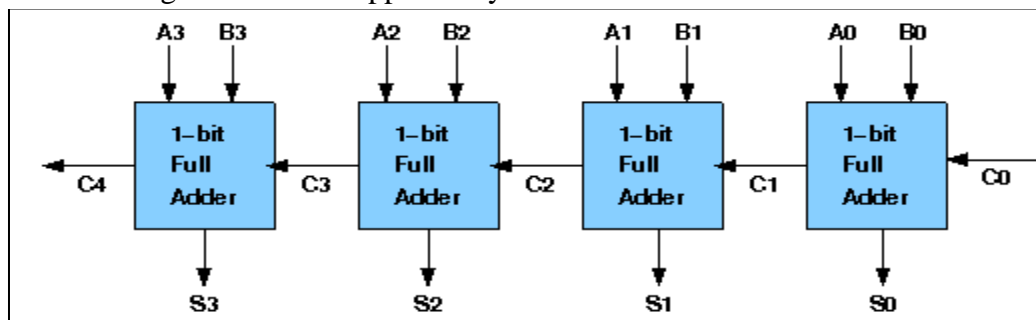 A3 B3 A2 B2 A1 B1 A0 B0
1-bit Full Adder
1-bit Full Adder
1-bit Full Adder
1-bit Full Adder
C4 C3 C2 C1 C0
S3 S2 S1 S0